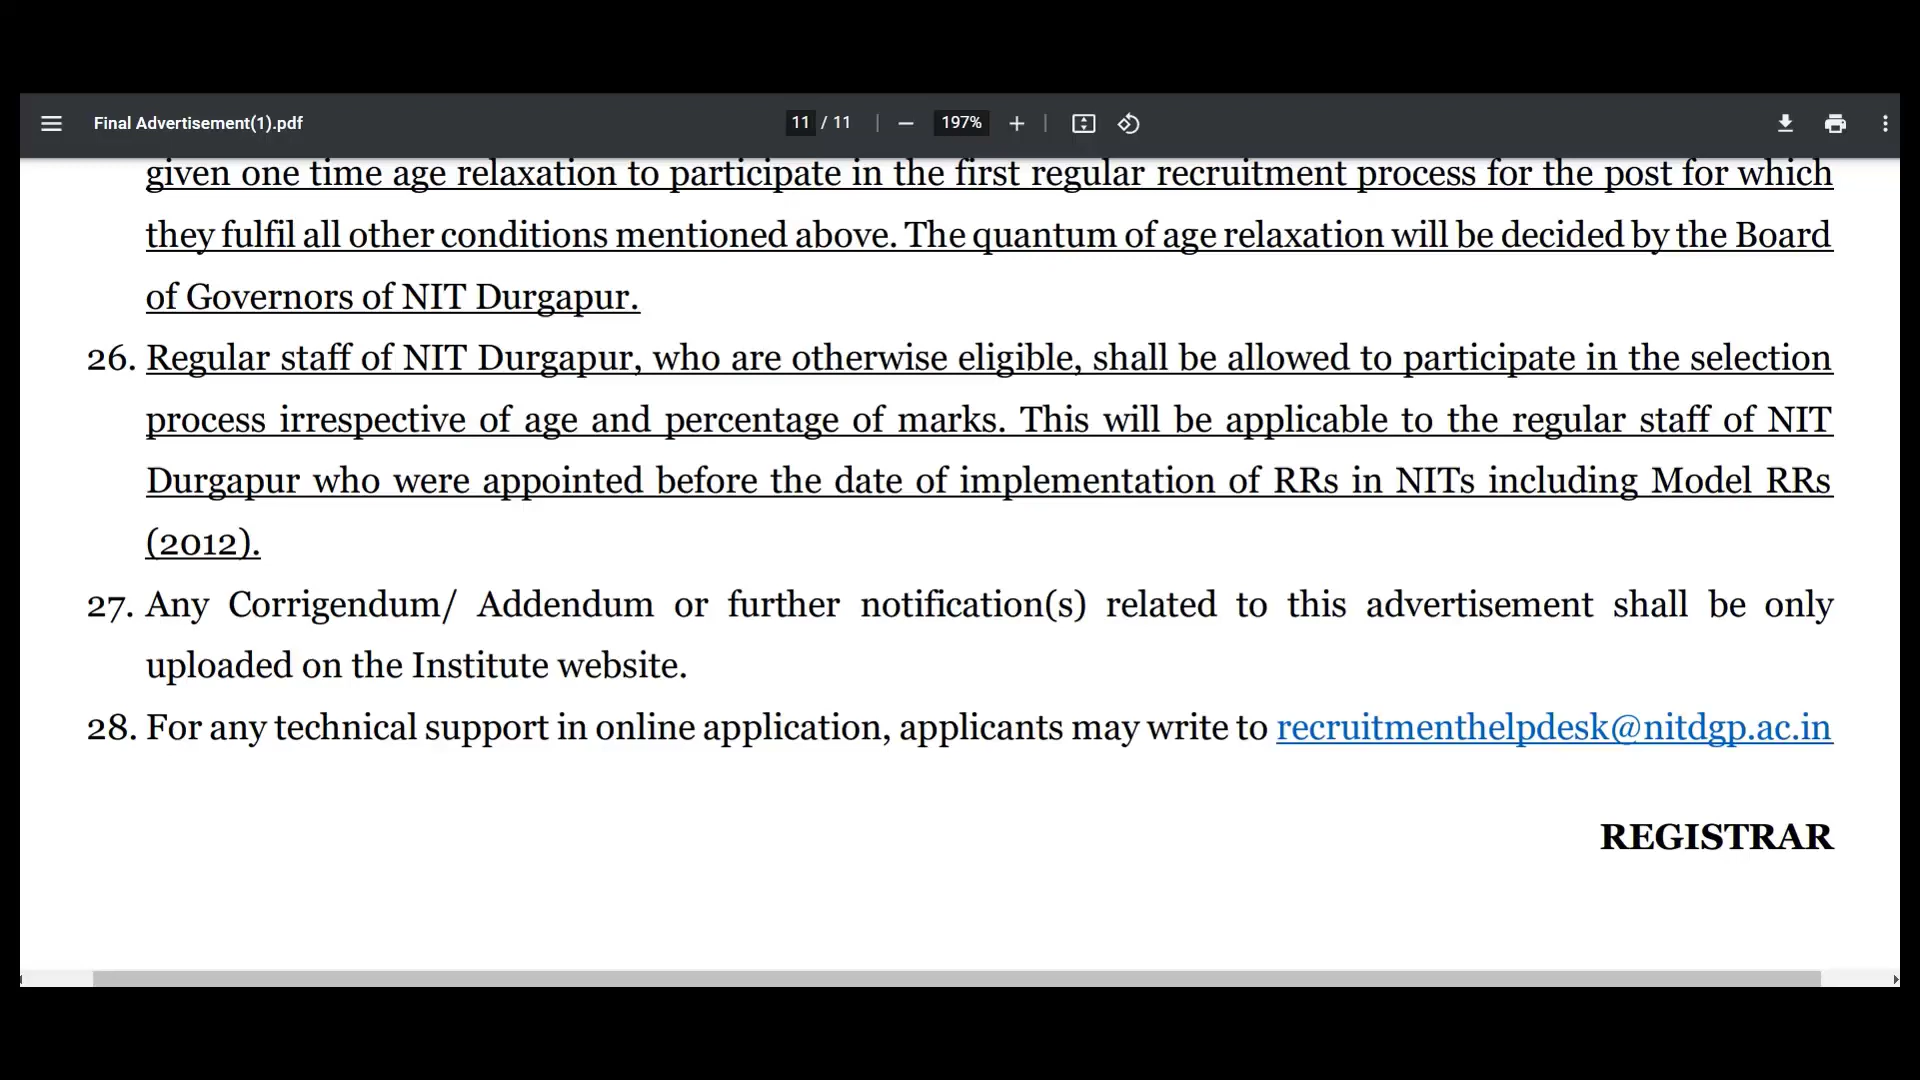 Final Advertisement(1).pdf
11 / 11
197%
given one time age relaxation to participate in the first regular recruitment process for the post for which
they fulfil all other conditions mentioned above. The quantum of age relaxation will be decided by the Board
of Governors of NIT Durgapur.
26. Regular staff of NIT Durgapur, who are otherwise eligible, shall be allowed to participate in the selection
process irrespective of age and percentage of marks. This will be applicable to the regular staff of NIT
Durgapur who were appointed before the date of implementation of RRs in NITs including Model RRs
(2012).
27. Any Corrigendum/ Addendum or further notification(s) related to this advertisement shall be only
uploaded on the Institute website.
28. For any technical support in online application, applicants may write to recruitmenthelpdesk@nitdgp.ac.in
REGISTRAR